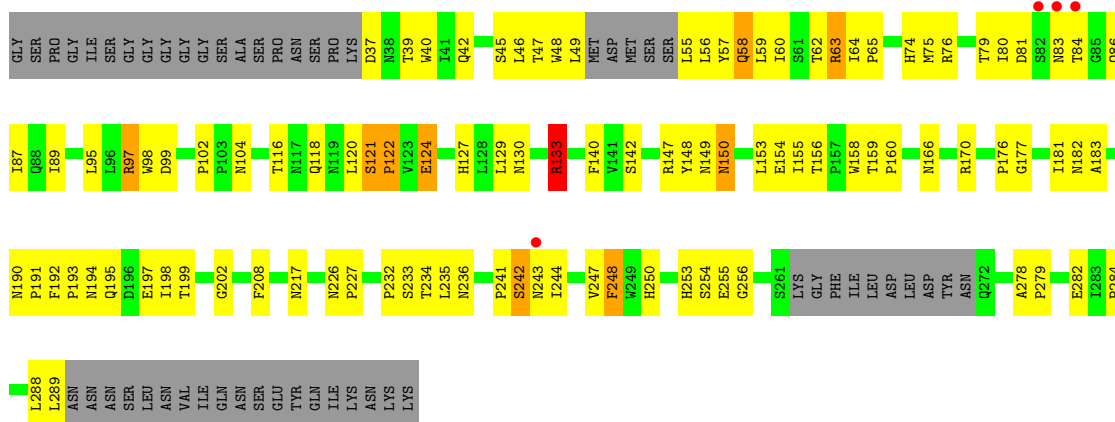 GLY SER PRO GLY ILE SER GLY GLY GLY GLY GLY SER ALA SER PRO ASN SER PRO LYS D37 N38 T39 W40 I41 Q42 S45 L46 T47 W48 L49 MET ASP MET SER SER L55 L56 Y57 Q58 L59 I60 S61 T62 R63 I64 P65 H74 M75 R76 T79 I80 D81 S82 N83 T84 G85
I87 Q88 I89 L95 L96 R97 W98 D99 P102 P103 N104 T116 N117 Q118 N119 L120 S121 P122 V123 E124 H127 L128 L129 N130 R133 F140 V141 S142 R147 Y148 N149 N150 L153 E154 I155 T156 P157 W158 T159 P160 N166 R170 P176 G177 I181 N182 A183
N190 P191 F192 P193 N194 Q195 D196 E197 I198 T199 G202 F208 N217 N226 P227 P232 S233 T234 L235 N236 P241 S242 N243 I244 V247 F248 W249 H250 H253 S254 E255 G256 S261 LYS GLY PHE ILE LEU ASP LEU ASP TYR ASN Q272 A278 P279 E282 I283
L288 L289 ASN ASN ASN SER LEU ASN VAL ILE GLN ASN SER GLU TYR GLN ILE LYS ASN LYS LYS